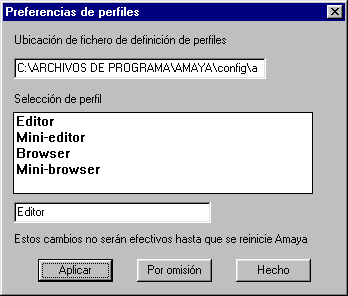 Preferencias de perfiles
Ubicación de fichero de definición de perfiles
C:\ARCHIVOS DE PROGRAMA\AMAYA\config\a
Selección de perfil
Editor
Mini-editor
Browser
Mini-browser
Editor
Estos cambios no serán efectivos hasta que se reinicie Amaya
Aplicar Por omisión Hecho